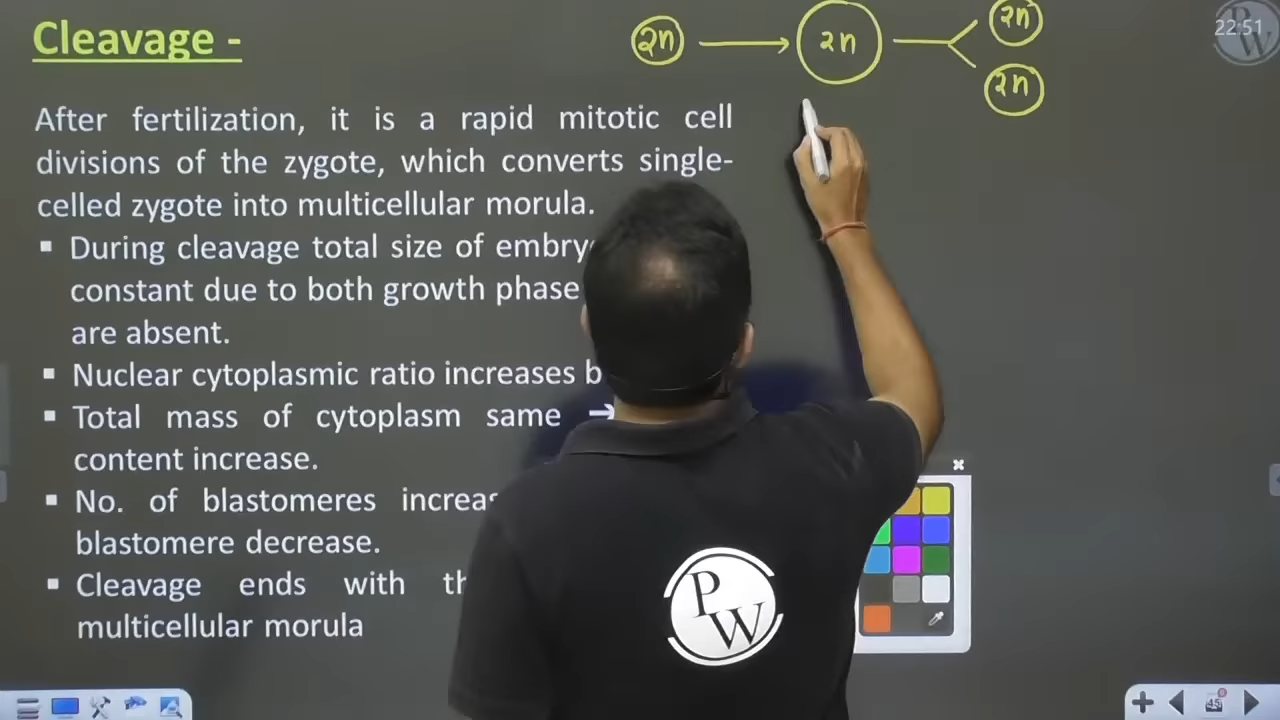 Cleavage -
2n 2n 2n
2n
22:51
After fertilization, it is a rapid mitotic cell
divisions of the zygote, which converts single-
celled zygote into multicellular morula.
▪ During cleavage total size of
constant due to both growth phase
are absent.
▪ Nuclear cytoplasmic ratio increases
▪ Total mass of cytoplasm same →
content increase.
▪ No. of blastomeres
blastomere decrease.
▪ Cleavage ends with
multicellular morula
PW
45